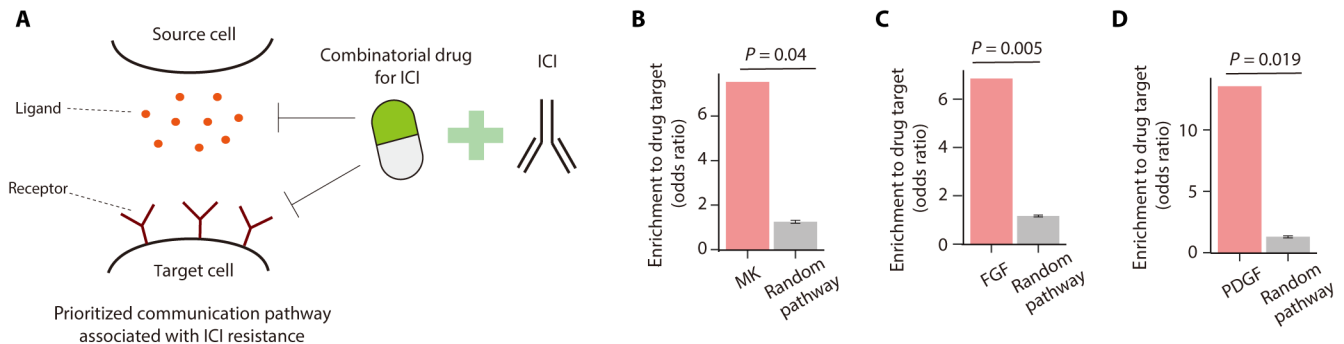 A
Source cell
Ligand
Receptor
Target cell
Prioritized communication pathway
associated with ICI resistance
Combinatorial drug
for ICI
ICI
B
P = 0.04
Enrichment to drug target
(odds ratio)
6
4
2
0
MK
Random
pathway
C
P = 0.005
Enrichment to drug target
(odds ratio)
6
4
2
0
FGF
Random
pathway
D
P = 0.019
Enrichment to drug target
(odds ratio)
10
5
0
PDGF
Random
pathway